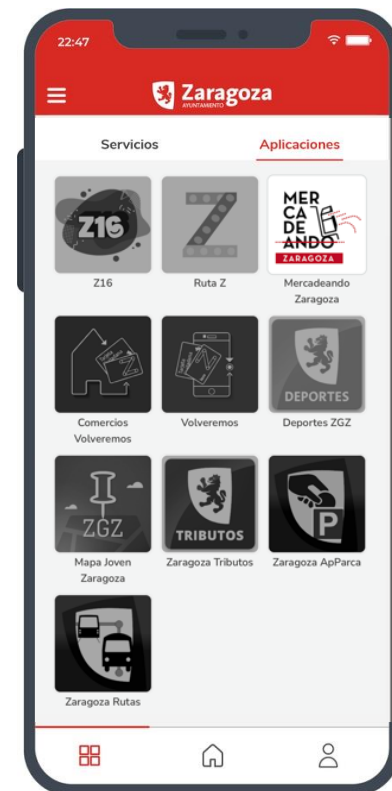 22:47
Zaragoza
AYUNTAMIENTO
Servicios
Aplicaciones
Z16
Z
MER
CA
DE
ANDO
ZARAGOZA
Z16
Ruta Z
Mercadeando
Zaragoza
DEPORTES
Comercios
Volveremos
Volveremos
Deportes ZGZ
ZGZ
TRIBUTOS
P
Mapa Joven
Zaragoza
Zaragoza Tributos
Zaragoza ApParca
Zaragoza Rutas